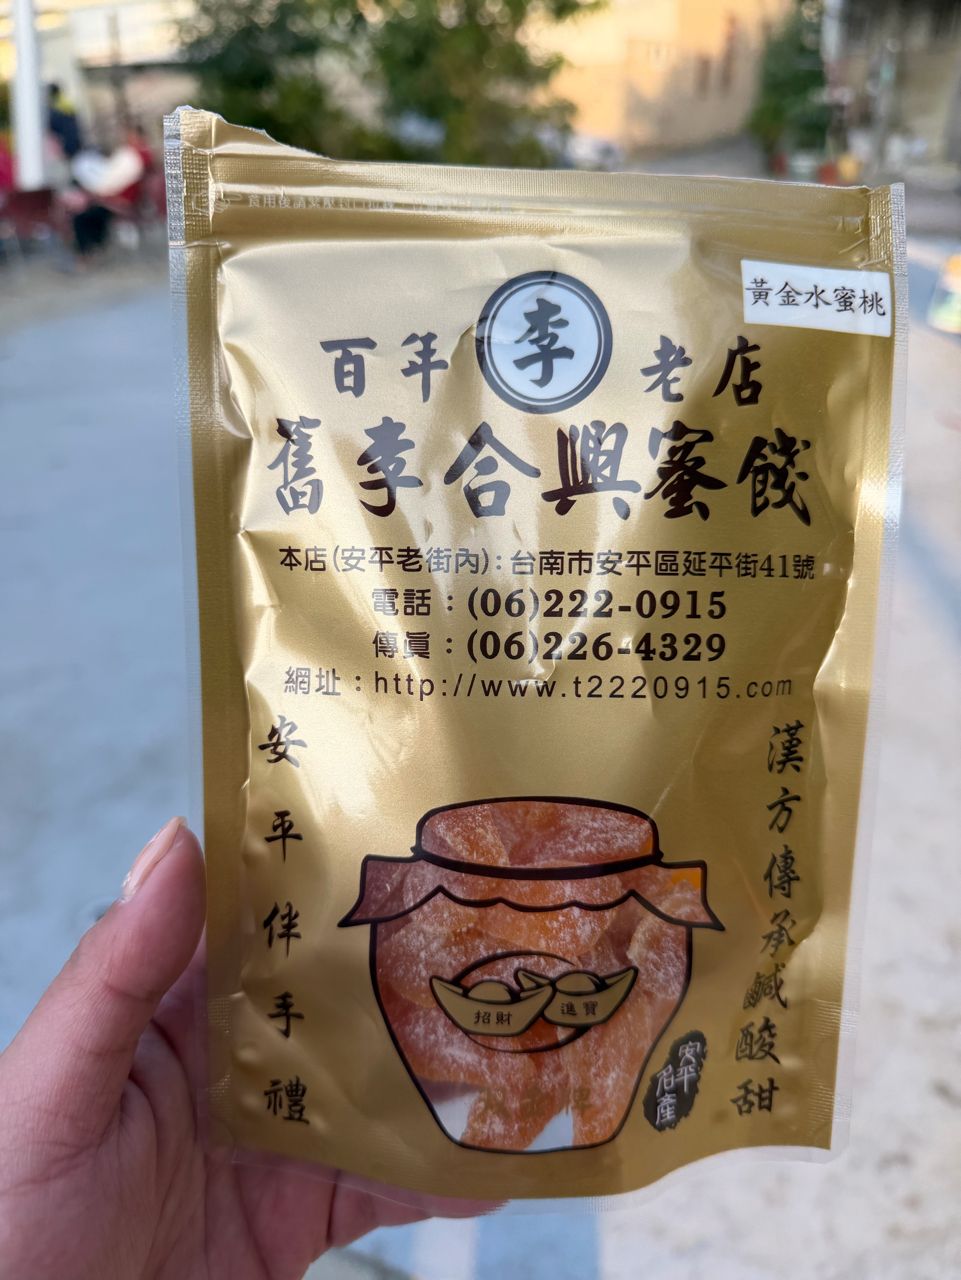 黃金水蜜桃
百年 李 老店
舊李合興蜜餞
本店(安平老街內):台南市安平區延平街41號
電話:(06)222-0915
傳真:(06)226-4329
網址:http://www.t2220915.com
漢方傳承鹹酸甜
安平伴手禮
招財 進寶
安平名產